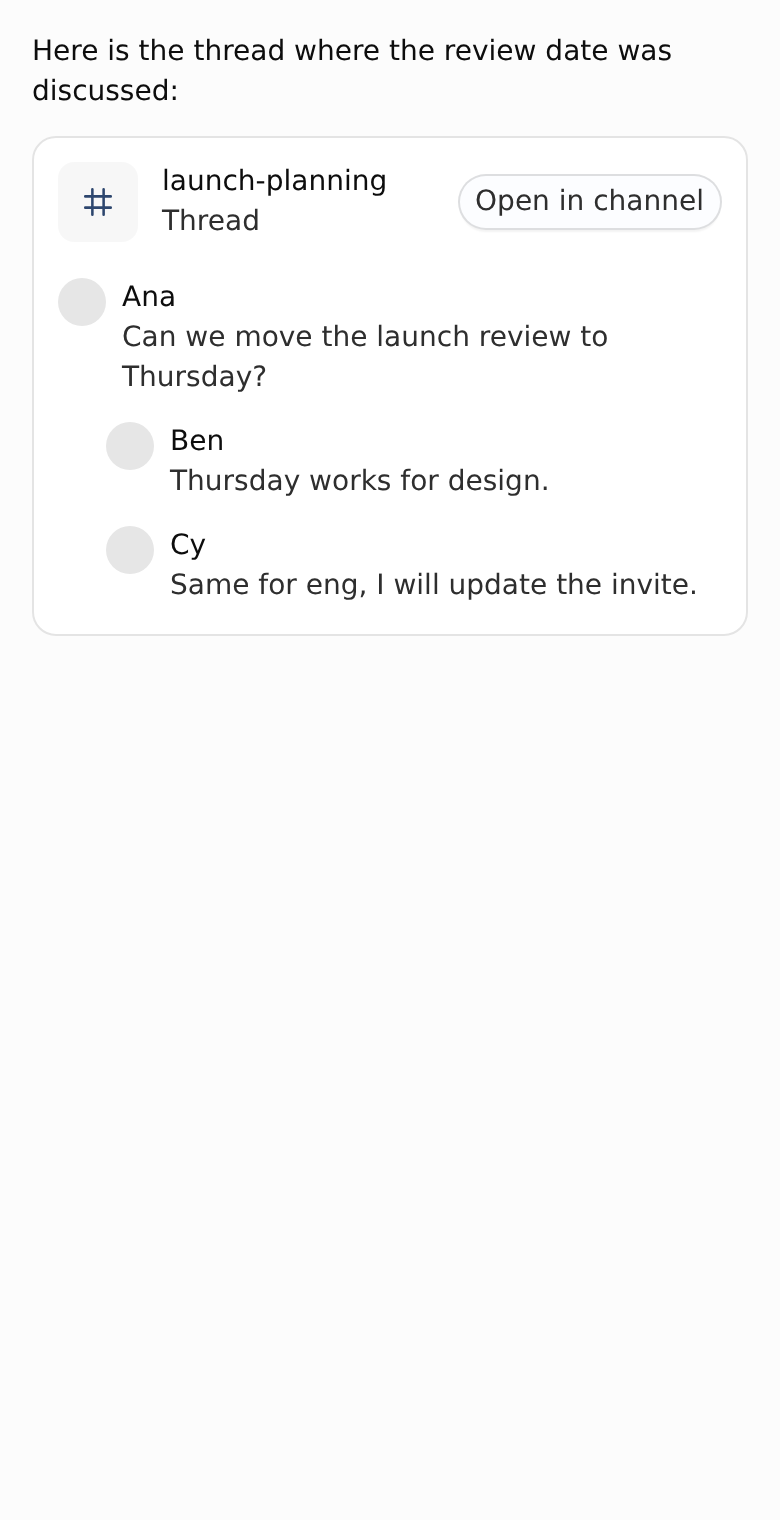 Here is the thread where the review date was
discussed:
launch-planning
Thread
Open in channel
Ana
Can we move the launch review to
Thursday?
Ben
Thursday works for design.
Cy
Same for eng, I will update the invite.